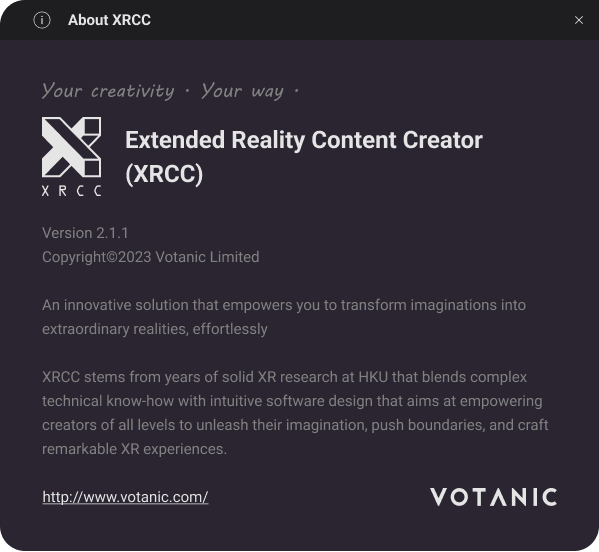 About XRCC
Your creativity · Your way ·
Extended Reality Content Creator
(XRCC)
X R C C
Version 2.1.1
Copyright©2023 Votanic Limited
An innovative solution that empowers you to transform imaginations into
extraordinary realities, effortlessly
XRCC stems from years of solid XR research at HKU that blends complex
technical know-how with intuitive software design that aims at empowering
creators of all levels to unleash their imagination, push boundaries, and craft
remarkable XR experiences.
http://www.votanic.com/
VOTANIC